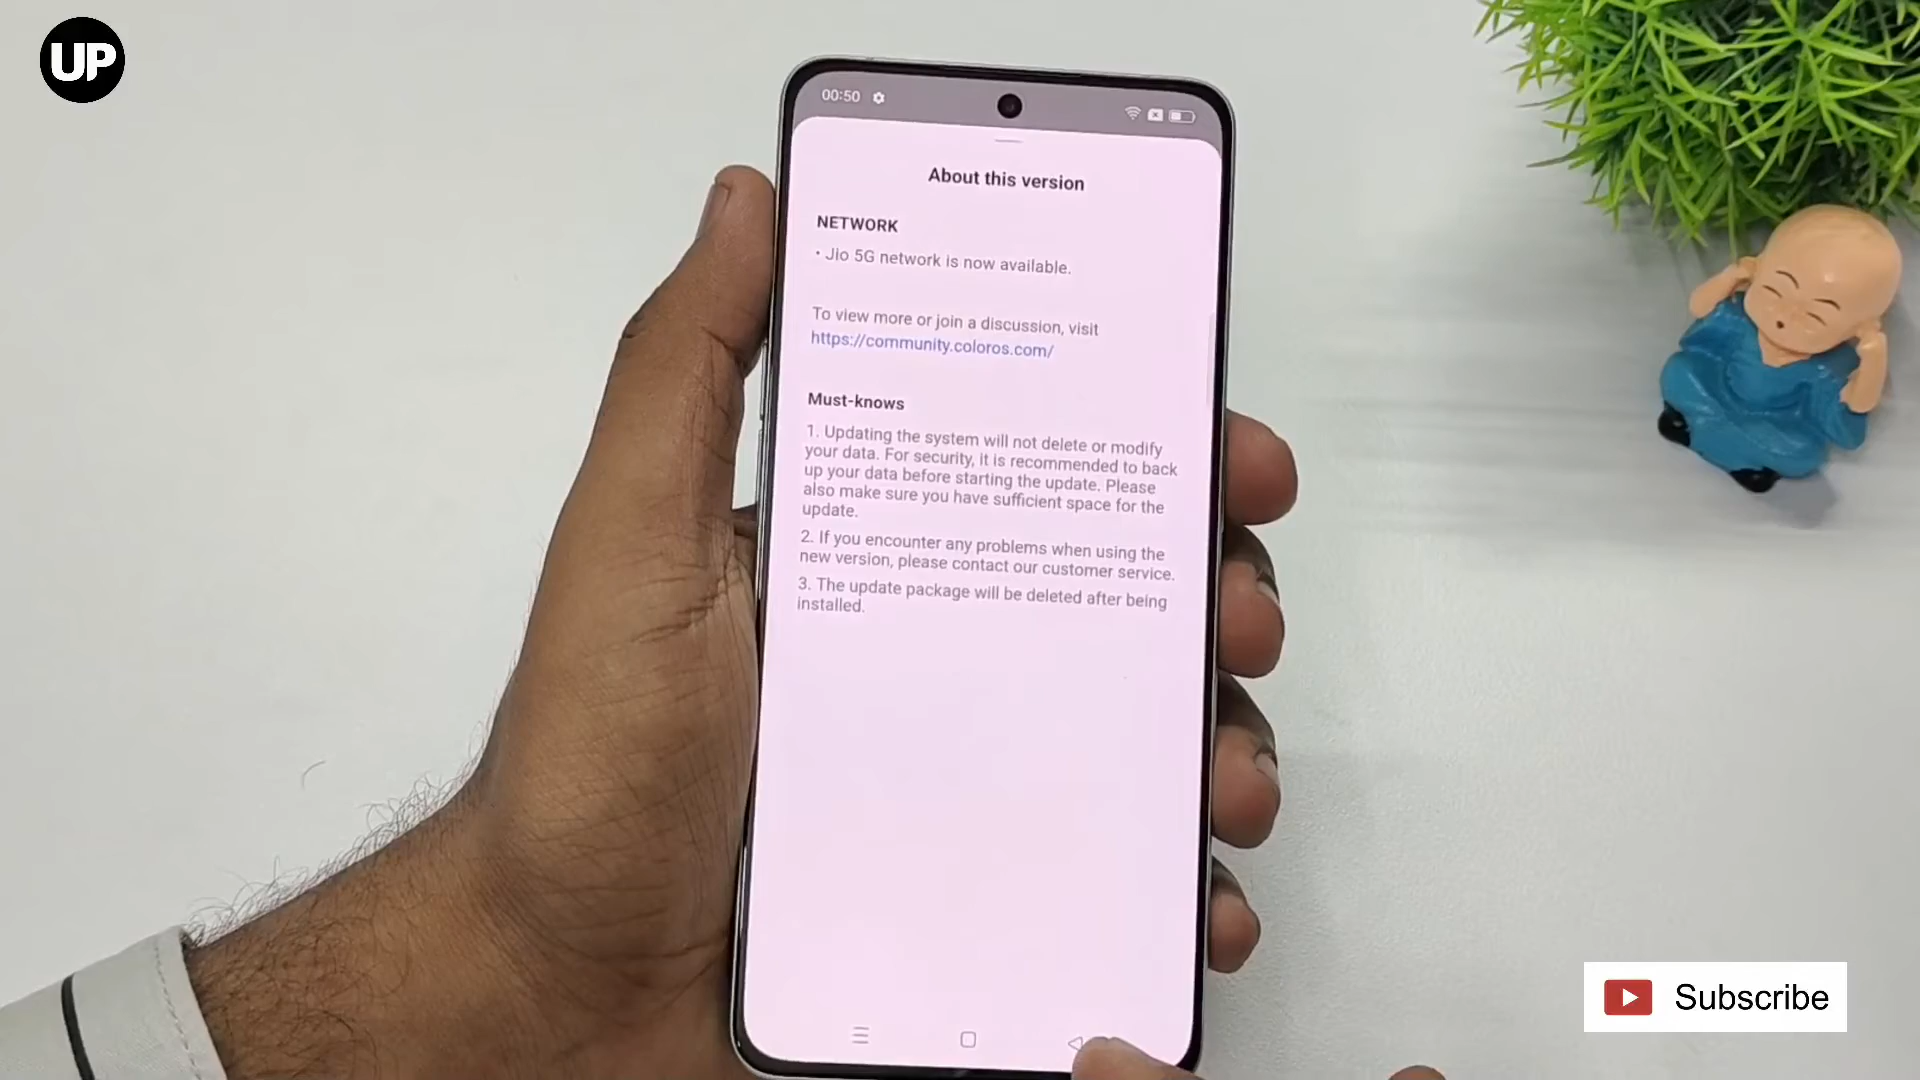 UP
00:50
About this version
NETWORK
• Jio 5G network is now available.
To view more or join a discussion, visit
https://community.coloros.com/
Must-knows
1. Updating the system will not delete or modify
your data. For security, it is recommended to back
up your data before starting the update. Please
also make sure you have sufficient space for the
update.
2. If you encounter any problems when using the
new version, please contact our customer service.
3. The update package will be deleted after being
installed.
Subscribe